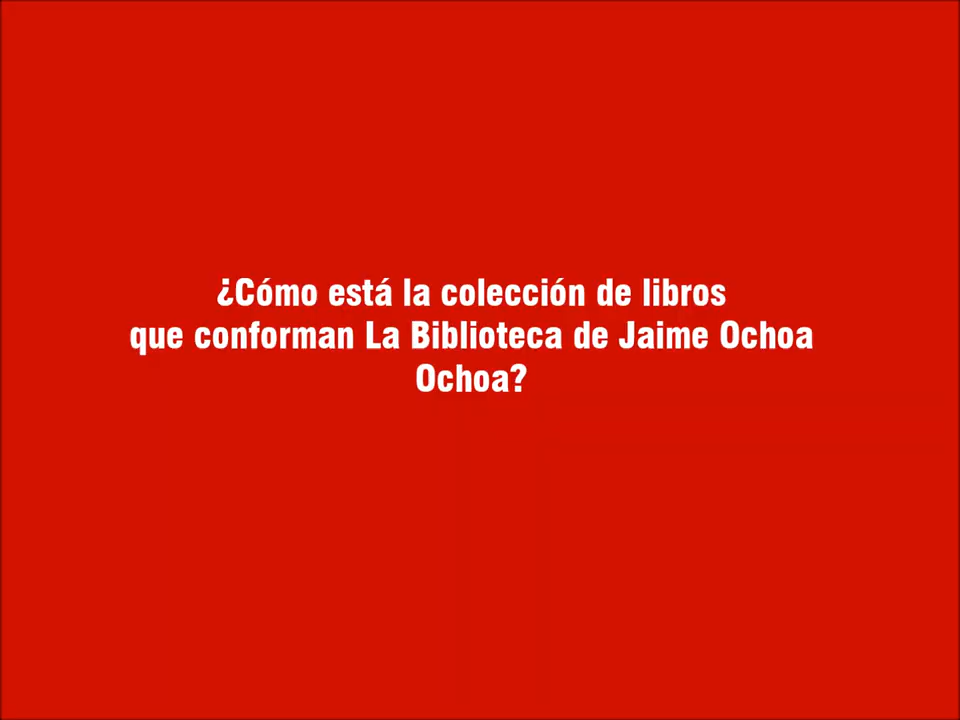 ¿Cómo está la colección de libros
que conforman La Biblioteca de Jaime Ochoa
Ochoa?